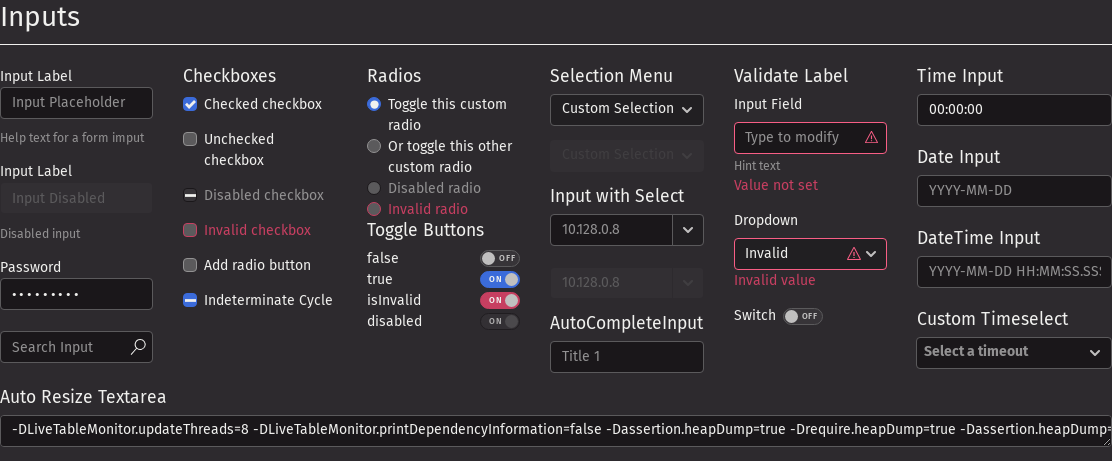 Inputs
Input Label
Input Placeholder
Help text for a form imput
Input Label
Input Disabled
Disabled input
Password
•••••••••
Search Input
Checkboxes
Checked checkbox
Unchecked
checkbox
Disabled checkbox
Invalid checkbox
Add radio button
Indeterminate Cycle
Radios
Toggle this custom
radio
Or toggle this other
custom radio
Disabled radio
Invalid radio
Toggle Buttons
false OFF
true ON
isInvalid ON
disabled ON
Selection Menu
Custom Selection
Custom Selection
Input with Select
10.128.0.8
10.128.0.8
AutoCompleteInput
Title 1
Validate Label
Input Field
Type to modify
Hint text
Value not set
Dropdown
Invalid
Invalid value
Switch OFF
Time Input
00:00:00
Date Input
YYYY-MM-DD
DateTime Input
YYYY-MM-DD HH:MM:SS.SS
Custom Timeselect
Select a timeout
Auto Resize Textarea
-DLiveTableMonitor.updateThreads=8 -DLiveTableMonitor.printDependencyInformation=false -Dassertion.heapDump=true -Drequire.heapDump=true -Dassertion.heapDump=